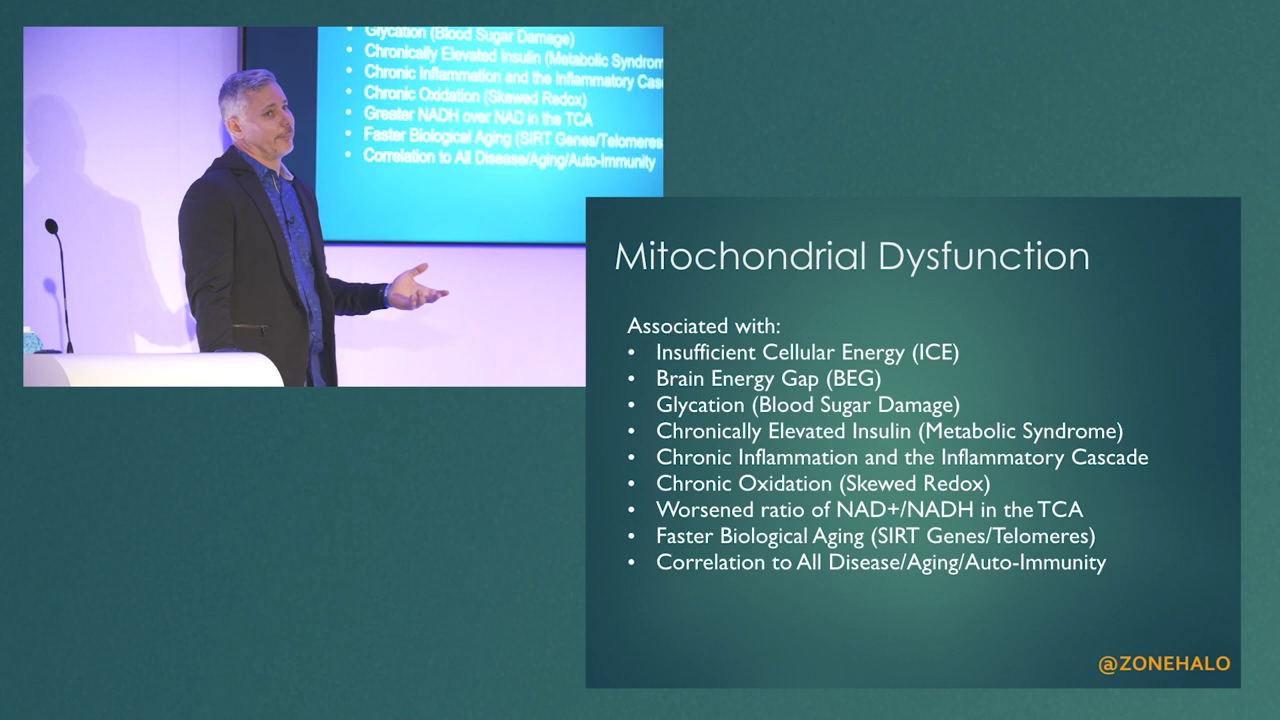 Glycation (Blood Sugar Damage)
• Chronically Elevated Insulin (Metabolic Syndrom
• Chronic Inflammation and the Inflammatory Cas
• Chronic Oxidation (Skewed Redox)
• Greater NADH over NAD in the TCA
• Faster Biological Aging (SIRT Genes/Telomeres
• Correlation to All Disease/Aging/Auto-Immunity
Mitochondrial Dysfunction
Associated with:
• Insufficient Cellular Energy (ICE)
• Brain Energy Gap (BEG)
• Glycation (Blood Sugar Damage)
• Chronically Elevated Insulin (Metabolic Syndrome)
• Chronic Inflammation and the Inflammatory Cascade
• Chronic Oxidation (Skewed Redox)
• Worsened ratio of NAD+/NADH in the TCA
• Faster Biological Aging (SIRT Genes/Telomeres)
• Correlation to All Disease/Aging/Auto-Immunity
@ZONEHALO